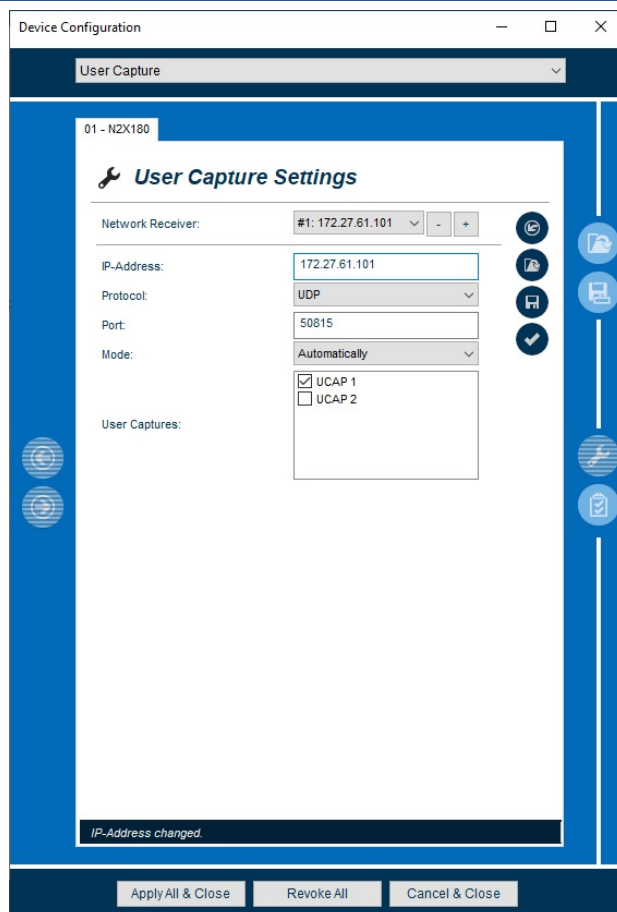 Device Configuration
User Capture
01 - N2X180
User Capture Settings
Network Receiver: #1: 172.27.61.101 - +
IP-Address: 172.27.61.101
Protocol: UDP
Port: 50815
Mode: Automatically
UCAP 1
UCAP 2
User Captures:
IP-Address changed.
Apply All & Close Revoke All Cancel & Close